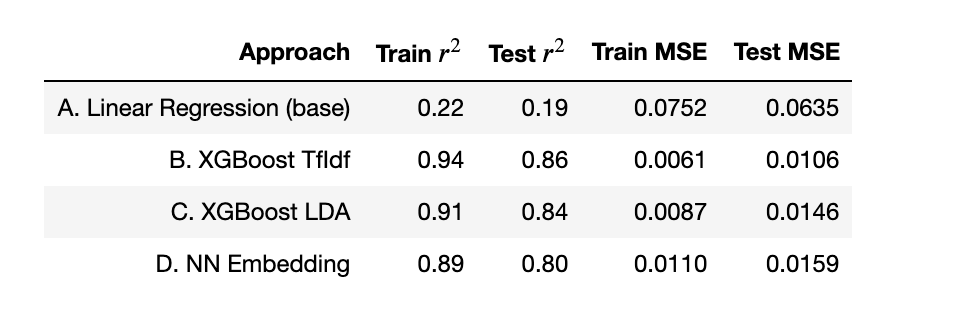 Approach Train r² Test r² Train MSE Test MSE
A. Linear Regression (base) 0.22 0.19 0.0752 0.0635
B. XGBoost TfIdf 0.94 0.86 0.0061 0.0106
C. XGBoost LDA 0.91 0.84 0.0087 0.0146
D. NN Embedding 0.89 0.80 0.0110 0.0159